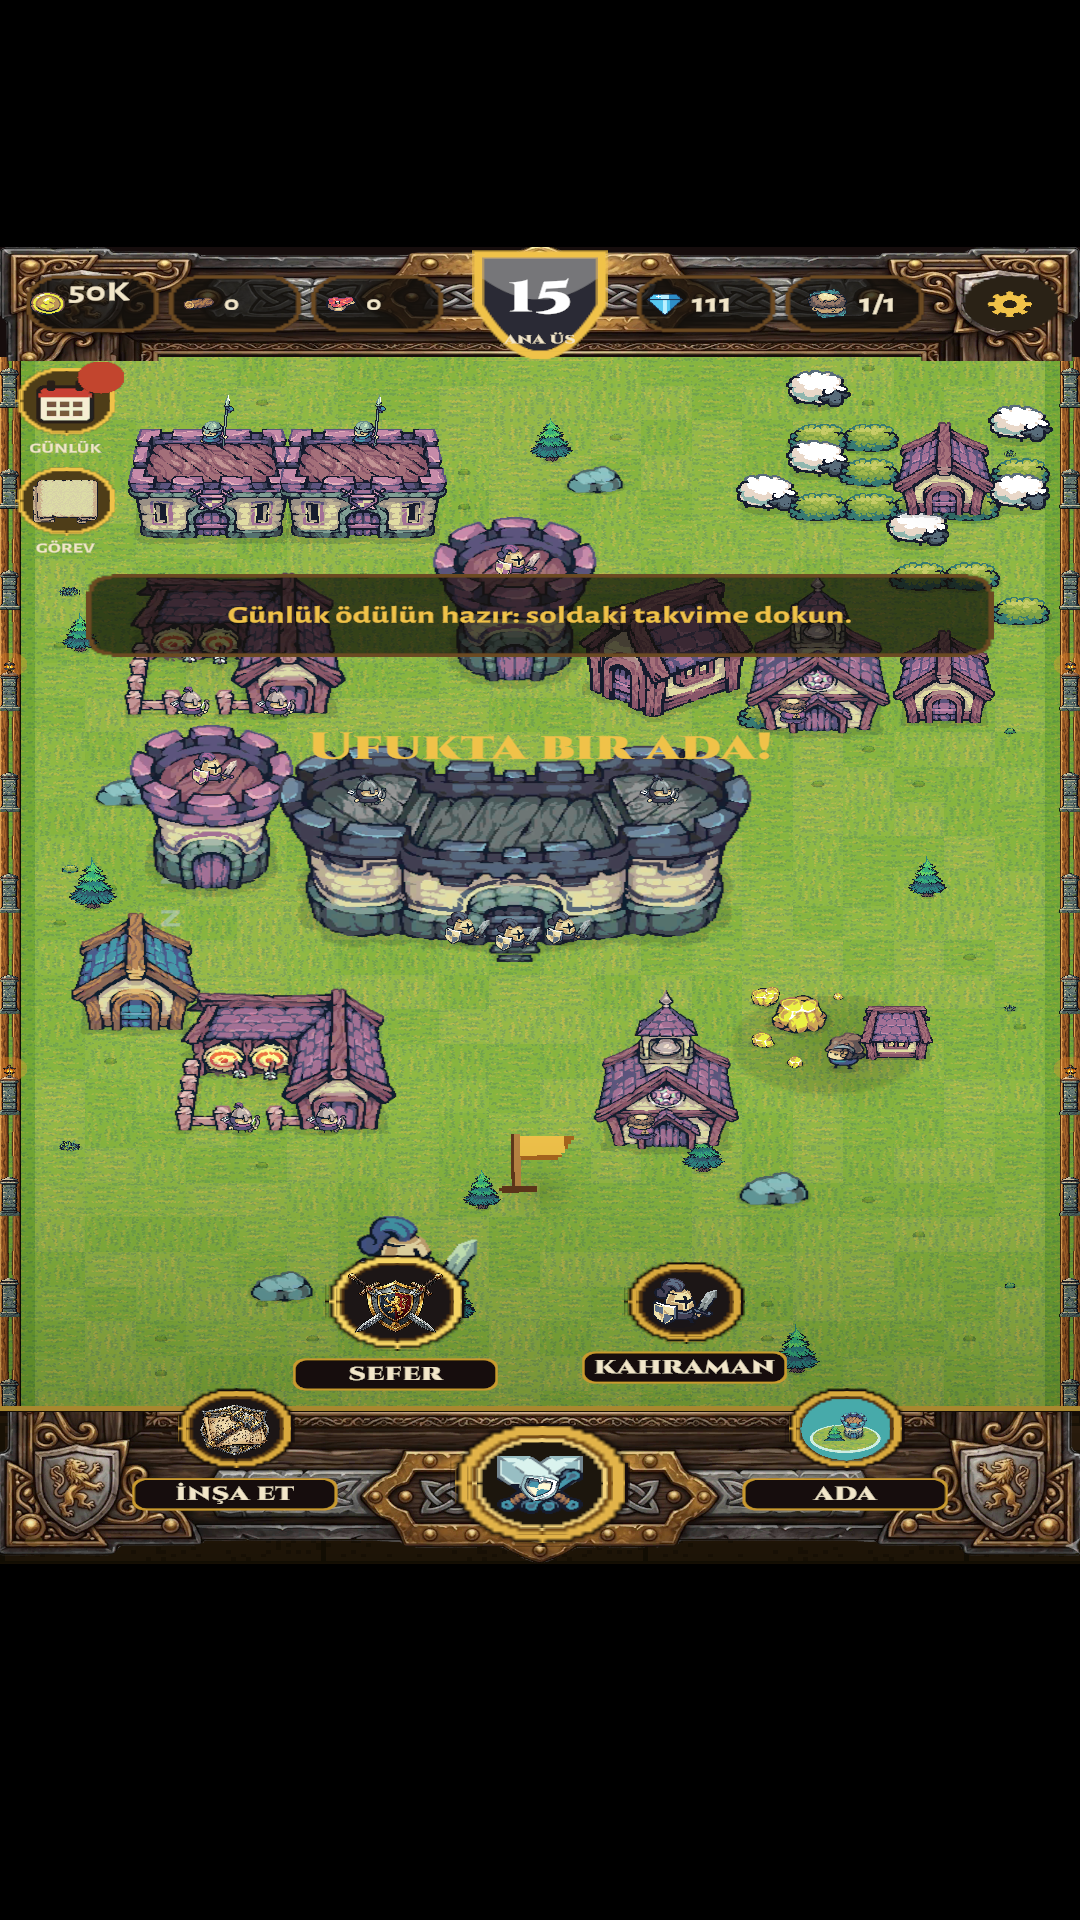 50K
0
0
15
ANA ÜS
111
1/1
GÜNLÜK
GÖREV
Günlük ödülün hazır: soldaki takvime dokun.
UFUKTA BIR ADA!
Z
SEFER
KAHRAMAN
İNŞA ET
ADA